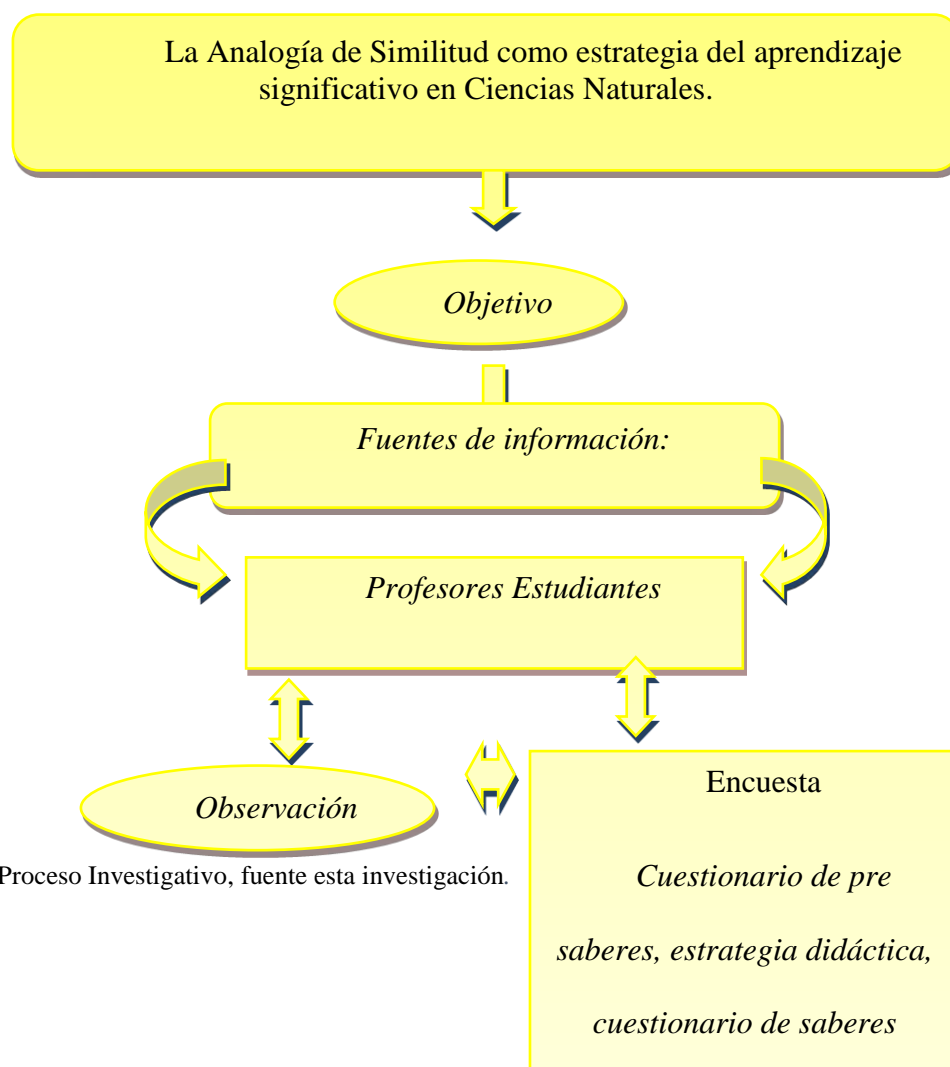 La Analogía de Similitud como estrategia del aprendizaje
significativo en Ciencias Naturales.
Objetivo
Fuentes de información:
Profesores Estudiantes
Observación
Proceso Investigativo, fuente esta investigación.
Encuesta
Cuestionario de pre
saberes, estrategia didáctica,
cuestionario de saberes